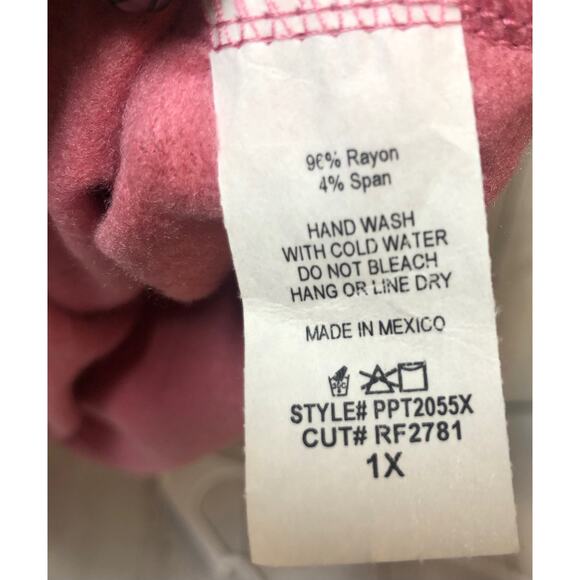 96% Rayon
4% Span
HAND WASH
WITH COLD WATER
DO NOT BLEACH
HANG OR LINE DRY
MADE IN MEXICO
STYLE# PPT2055X
CUT# RF2781
1X